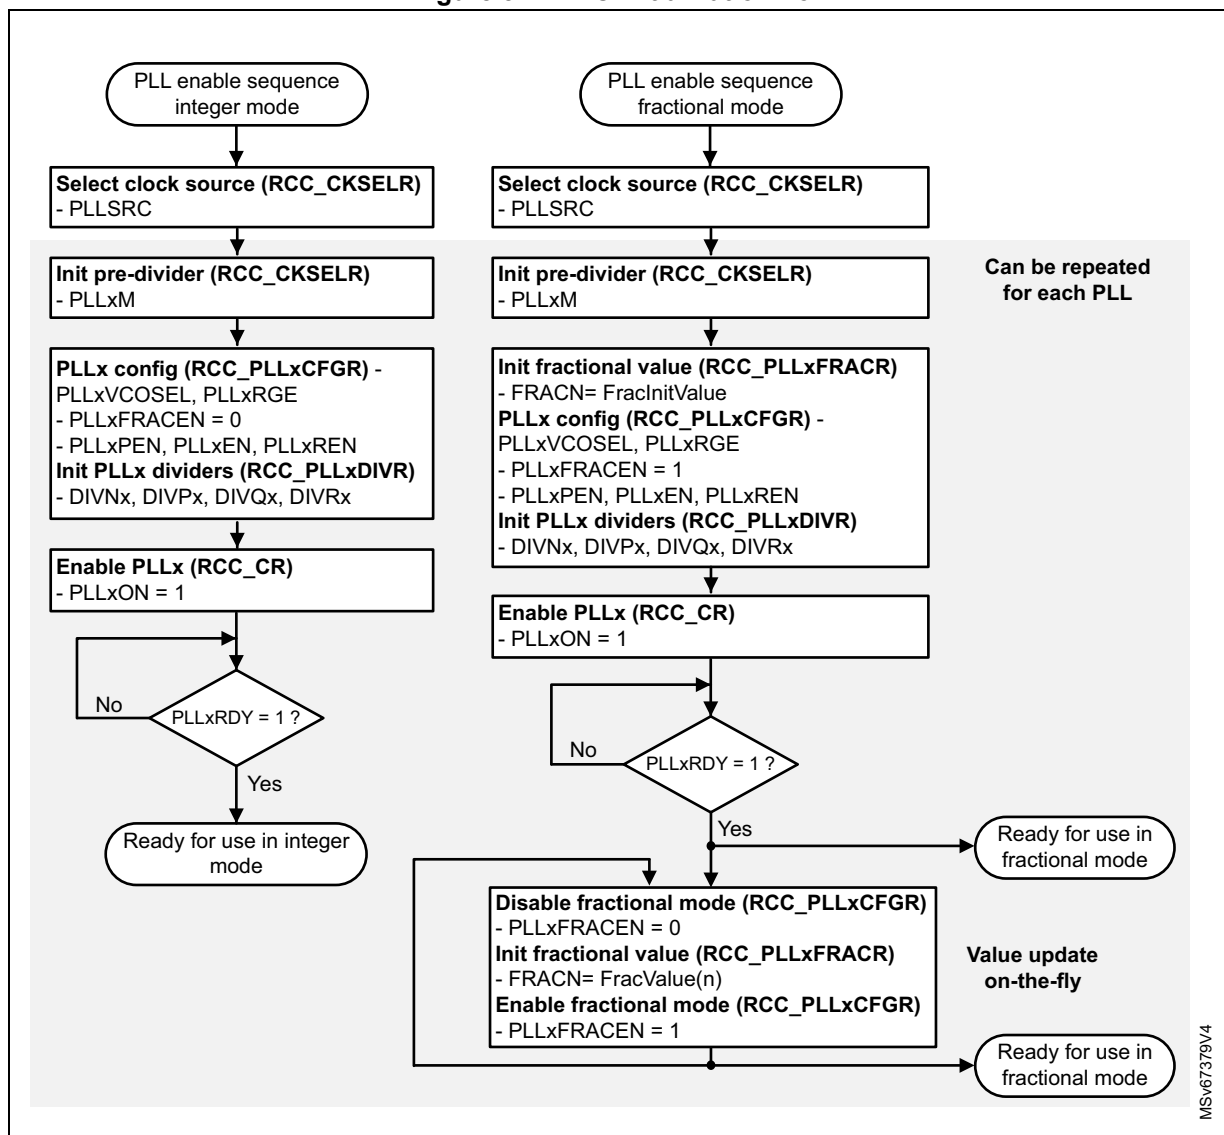 PLL enable sequence
integer mode
Select clock source (RCC_CKSELR)
- PLLSRC
Init pre-divider (RCC_CKSELR)
- PLLxM
PLLx config (RCC_PLLxCFGR) -
PLLxVCOSEL, PLLxRGE
- PLLxFRACEN = 0
- PLLxPEN, PLLxEN, PLLxREN
Init PLLx dividers (RCC_PLLxDIVR)
- DIVNx, DIVPx, DIVQx, DIVRx
Enable PLLx (RCC_CR)
- PLLxON = 1
No
PLLxRDY = 1 ?
Yes
Ready for use in integer
mode
PLL enable sequence
fractional mode
Select clock source (RCC_CKSELR)
- PLLSRC
Init pre-divider (RCC_CKSELR)
- PLLxM
Can be repeated
for each PLL
Init fractional value (RCC_PLLxFRACR)
- FRACN= FracInitValue
PLLx config (RCC_PLLxCFGR) -
PLLxVCOSEL, PLLxRGE
- PLLxFRACEN = 1
- PLLxPEN, PLLxEN, PLLxREN
Init PLLx dividers (RCC_PLLxDIVR)
- DIVNx, DIVPx, DIVQx, DIVRx
Enable PLLx (RCC_CR)
- PLLxON = 1
No
PLLxRDY = 1 ?
Yes
Ready for use in
fractional mode
Disable fractional mode (RCC_PLLxCFGR)
- PLLxFRACEN = 0
Init fractional value (RCC_PLLxFRACR)
- FRACN= FracValue(n)
Enable fractional mode (RCC_PLLxCFGR)
- PLLxFRACEN = 1
Value update
on-the-fly
Ready for use in
fractional mode
MSv67379V4